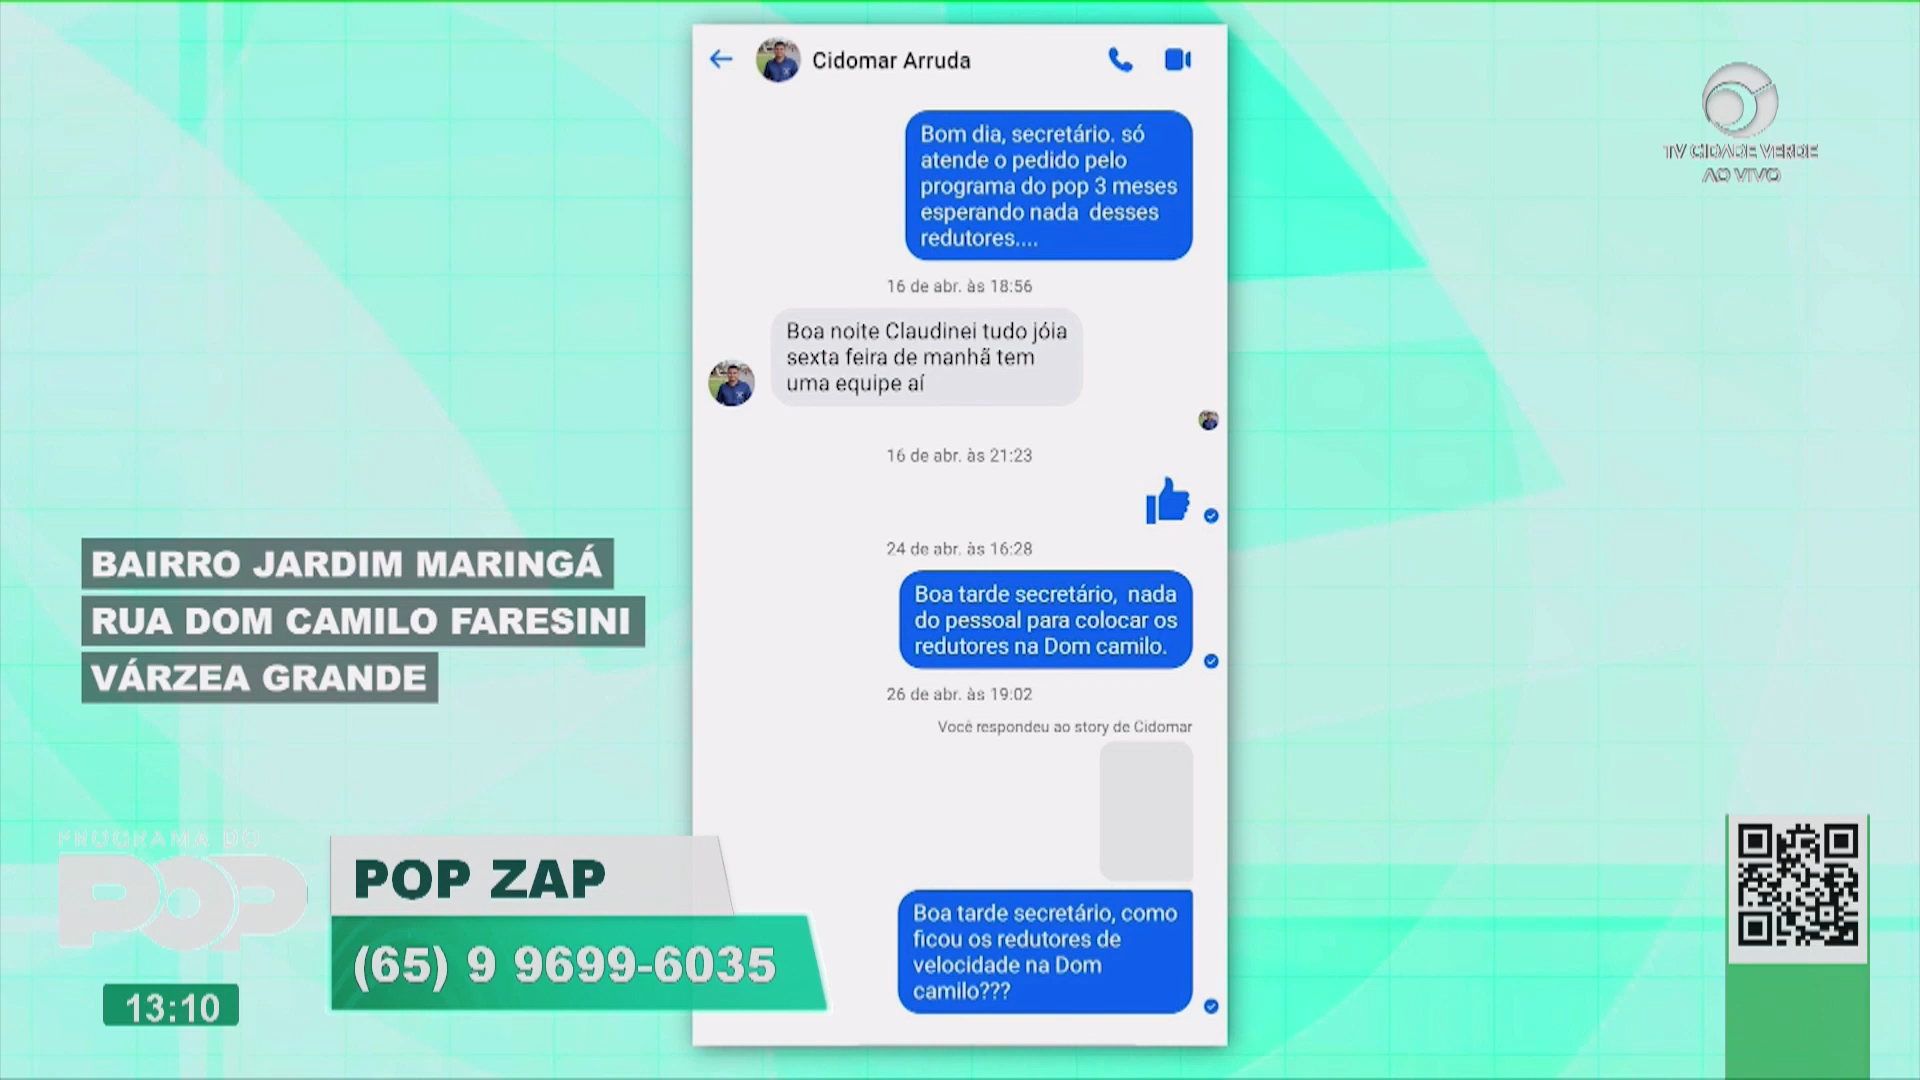 Cidomar Arruda
TV CIDADE VERDE
AO VIVO
Bom dia, secretário. só
atende o pedido pelo
programa do pop 3 meses
esperando nada desses
redutores....
16 de abr. às 18:56
Boa noite Claudinei tudo jóia
sexta feira de manhã tem
uma equipe aí
16 de abr. às 21:23
24 de abr. às 16:28
Boa tarde secretário, nada
do pessoal para colocar os
redutores na Dom camilo.
26 de abr. às 19:02
Você respondeu ao story de Cidomar
Boa tarde secretário, como
ficou os redutores de
velocidade na Dom
camilo???
BAIRRO JARDIM MARINGÁ
RUA DOM CAMILO FARESINI
VÁRZEA GRANDE
PROGRAMA DO
POP
13:10
POP ZAP
(65) 9 9699-6035